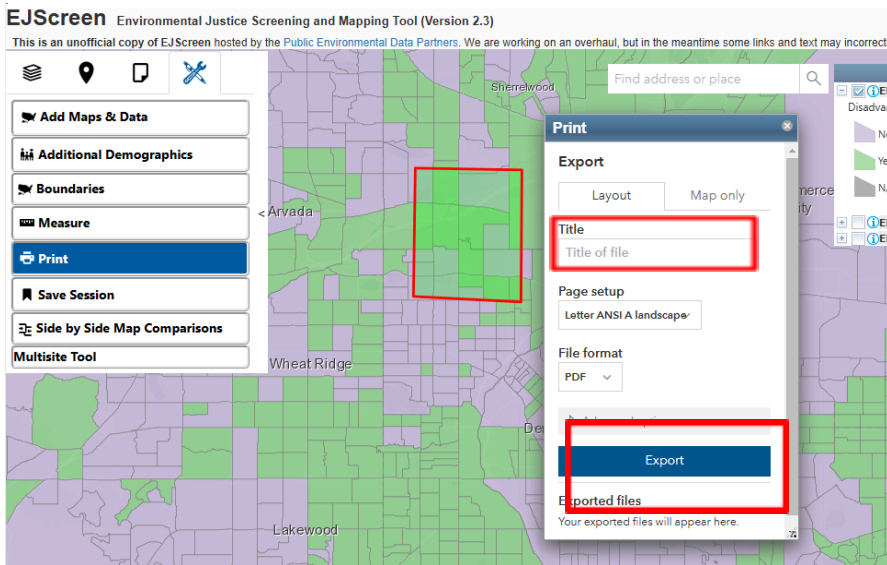 EJScreen Environmental Justice Screening and Mapping Tool (Version 2.3)
This is an unofficial copy of EJScreen hosted by the Public Environmental Data Partners. We are working on an overhaul, but in the meantime some links and text may incorrect
Add Maps & Data
Additional Demographics
Boundaries
Measure
Print
Save Session
Side by Side Map Comparisons
Multisite Tool
<
Sherrelwood
Arvada
Wheat Ridge
Lakewood
Find address or place
Print
Export
Layout Map only
Title
Title of file
Page setup
Letter ANSI A landscape
File format
PDF
Export
Exported files
Your exported files will appear here.